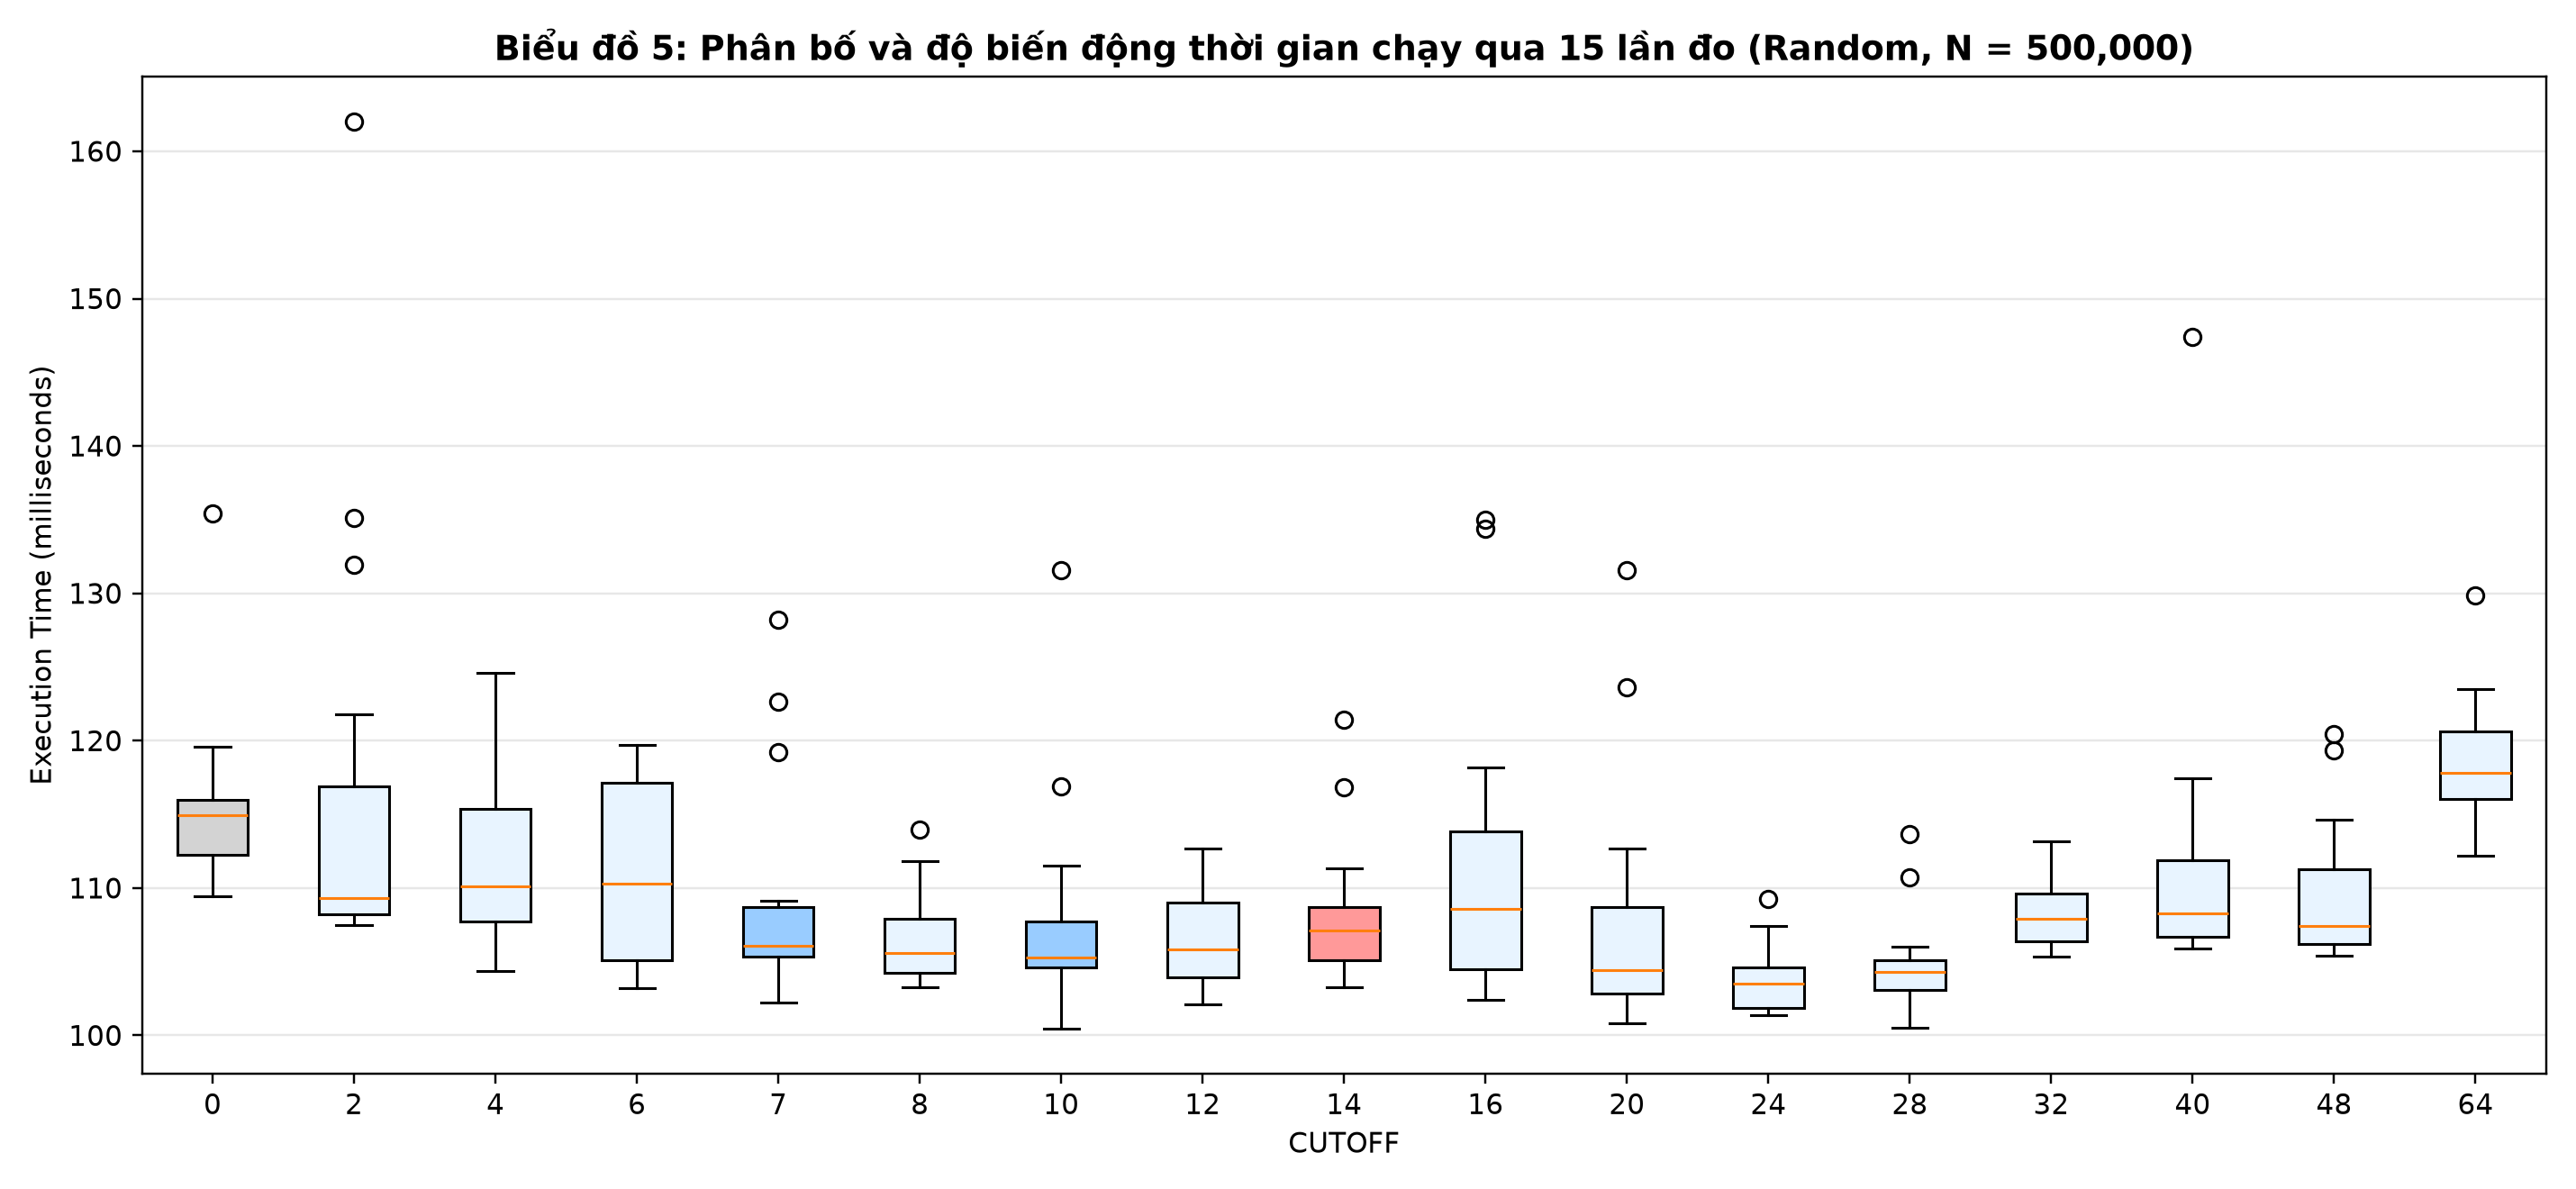 Biểu đồ 5: Phân bố và độ biến động thời gian chạy qua 15 lần đo (Random, N = 500,000)
Execution Time (milliseconds)
160
150
140
130
120
110
100
0 2 4 6 7 8 10 12 14 16 20 24 28 32 40 48 64
CUTOFF